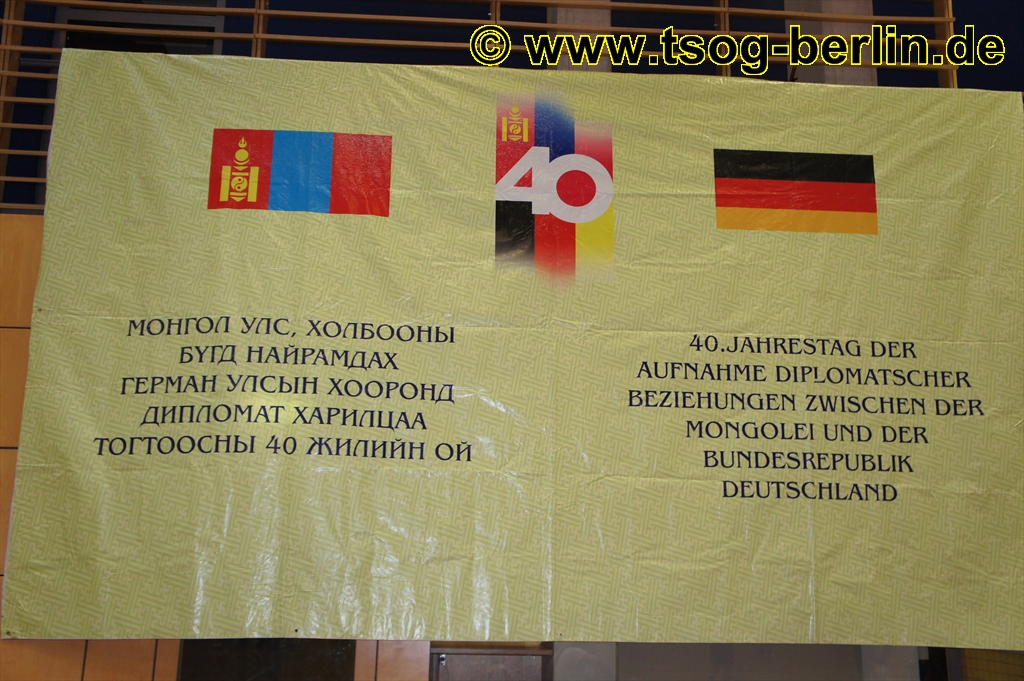 © www.tsog-berlin.de
40
МОНГОЛ УЛС, ХОЛБООНЫ
БҮГД НАЙРАМДАХ
ГЕРМАН УЛСЫН ХООРОНД
ДИПЛОМАТ ХАРИЛЦАА
ТОГТООСНЫ 40 ЖИЛИЙН ОЙ
40.JAHRESTAG DER
AUFNAHME DIPLOMATSCHER
BEZIEHUNGEN ZWISCHEN DER
MONGOLEI UND DER
BUNDESREPUBLIK
DEUTSCHLAND